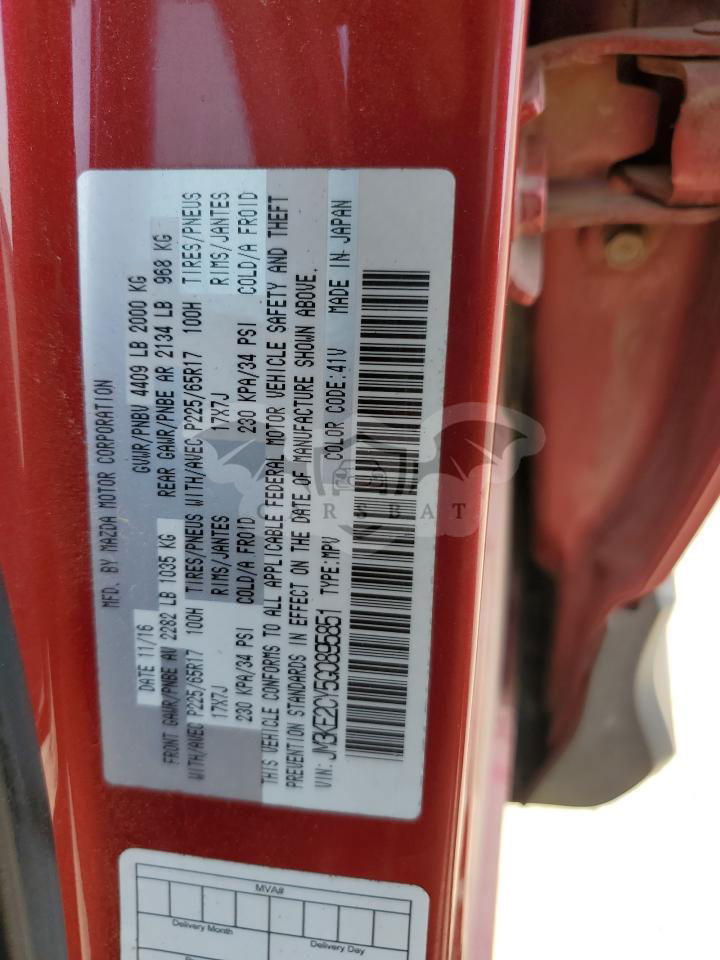 MFD. BY MAZDA MOTOR CORPORATION
DATE 11/16 GVWR/PNBV 4409 LB 2000 KG
FRONT GAWR/PNBE AV 2282 LB 1035 KG REAR GAWR/PNBE AR 2134 LB 968 KG
WITH/AVEC P225/65R17 100H TIRES/PNEUS WITH/AVEC P225/65R17 100H TIRES/PNEUS
17X7J RIMS/JANTES 17X7J RIMS/JANTES
230 KPA/34 PSI COLD/A FROID 230 KPA/34 PSI COLD/A FROID
THIS VEHICLE CONFORMS TO ALL APPLICABLE FEDERAL MOTOR VEHICLE SAFETY AND THEFT
PREVENTION STANDARDS IN EFFECT ON THE DATE OF MANUFACTURE SHOWN ABOVE.
VIN: JM3KE2CY5G0895851 TYPE:MPV COLOR CODE:41V MADE IN JAPAN
CARSBAT
MVA#
Delivery Month
Delivery Day